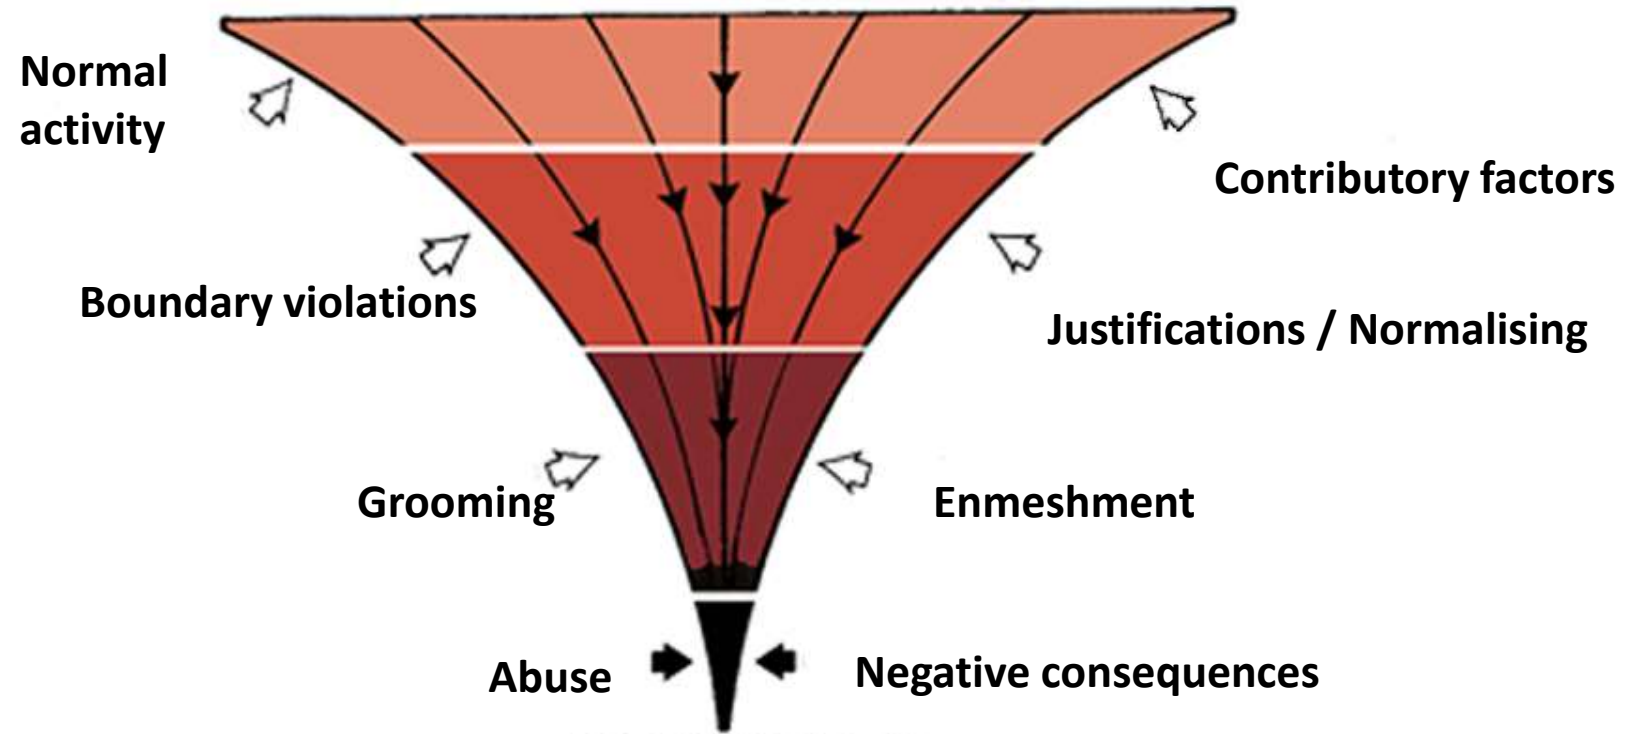 Normal
activity
Contributory factors
Boundary violations
Justifications / Normalising
Grooming
Enmeshment
Abuse
Negative consequences